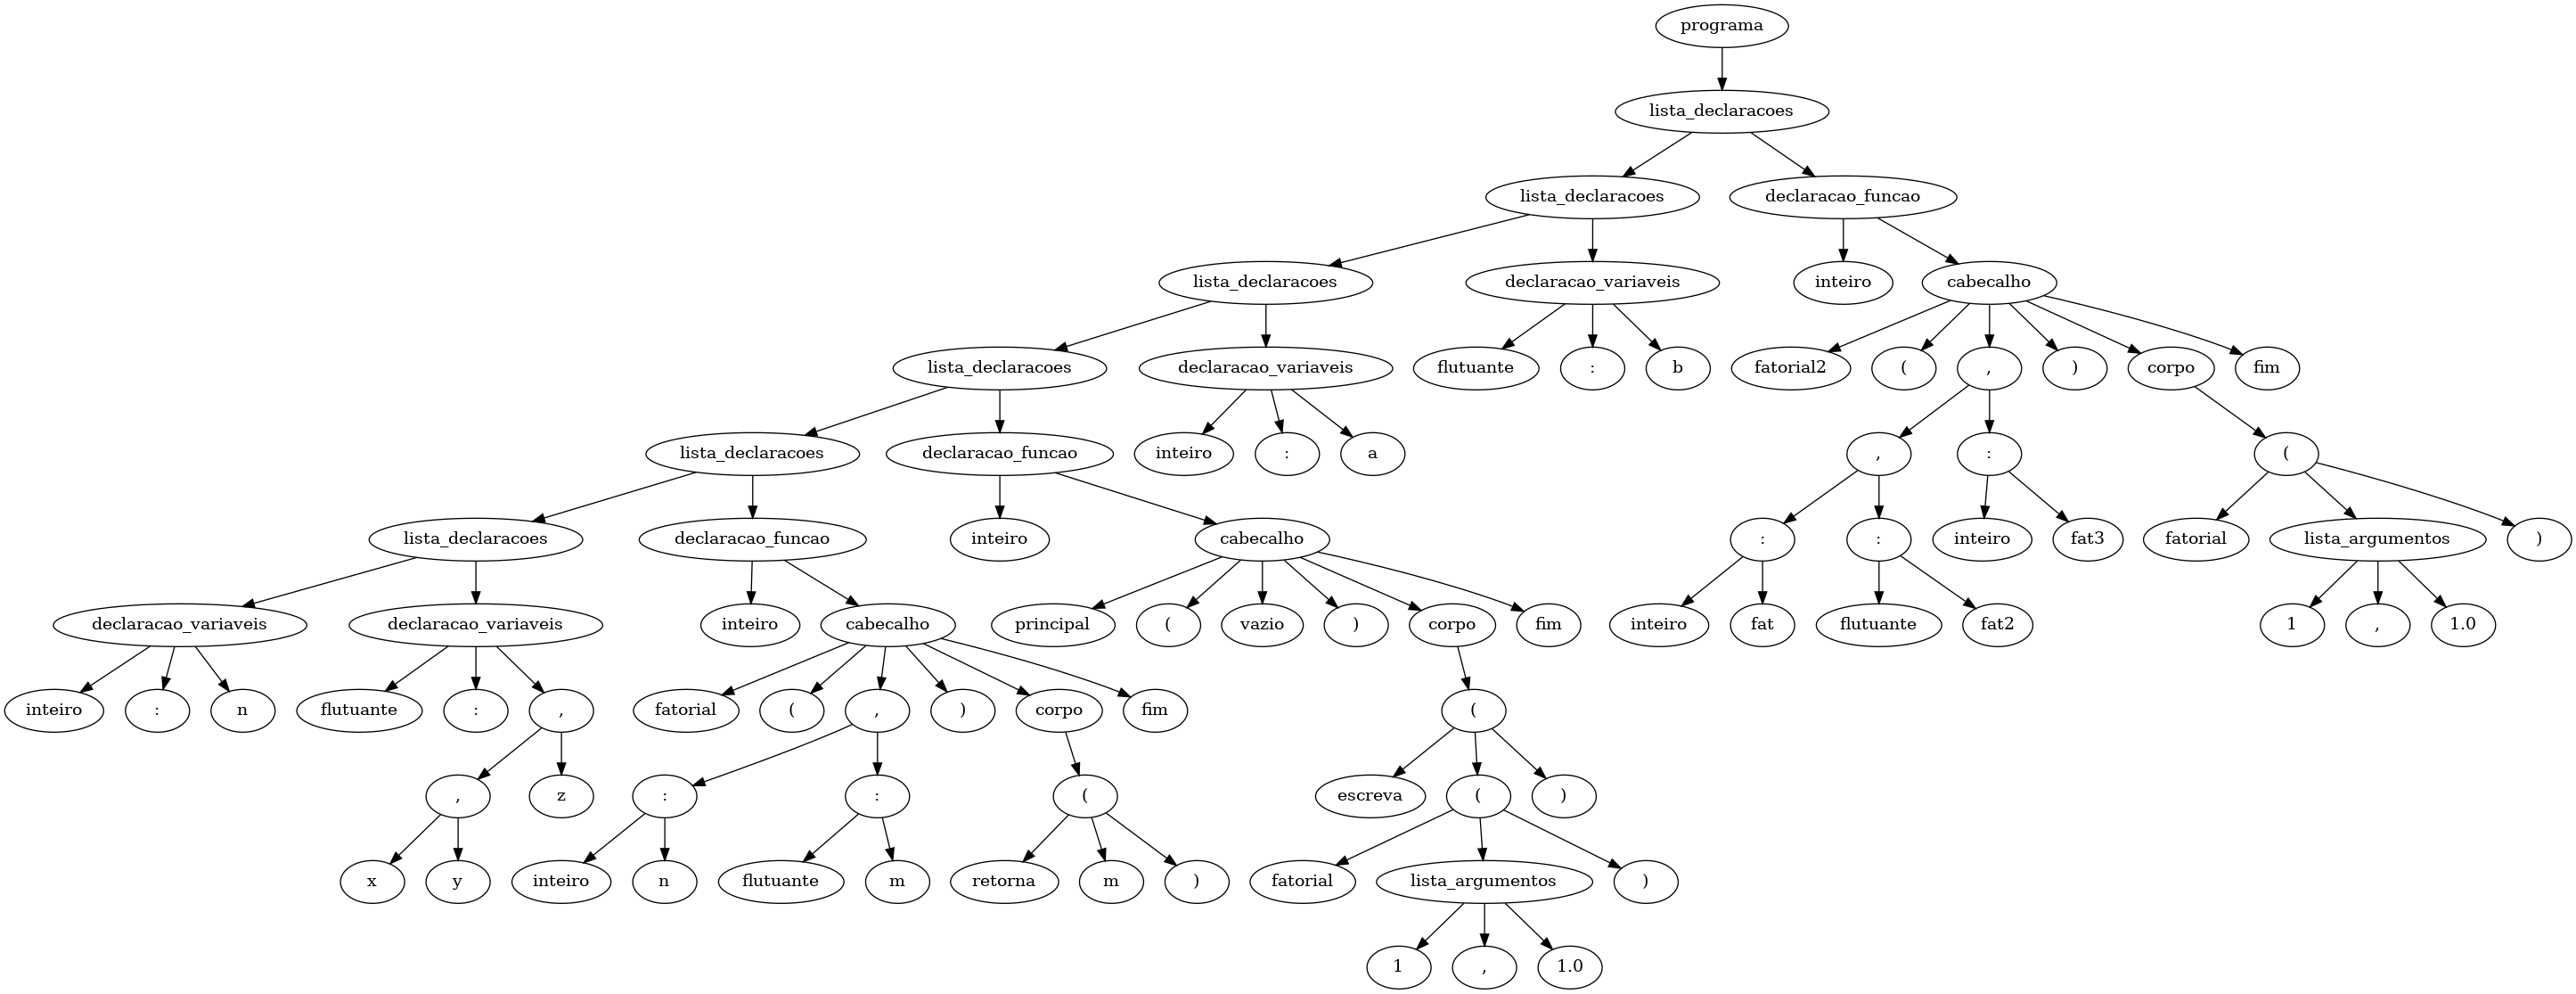 programa
lista_declaracoes
lista_declaracoes declaracao_funcao
lista_declaracoes declaracao_variaveis inteiro cabecalho
lista_declaracoes declaracao_variaveis flutuante : b fatorial2 ( , ) corpo fim
lista_declaracoes declaracao_funcao inteiro : a , : (
lista_declaracoes declaracao_funcao inteiro cabecalho : : inteiro fat3 fatorial lista_argumentos )
declaracao_variaveis declaracao_variaveis inteiro cabecalho principal ( vazio ) corpo fim inteiro fat flutuante fat2 1 , 1.0
inteiro : n flutuante : , fatorial ( , ) corpo fim (
, z : : ( escreva ( )
x y inteiro n flutuante m retorna m ) fatorial lista_argumentos )
1 , 1.0